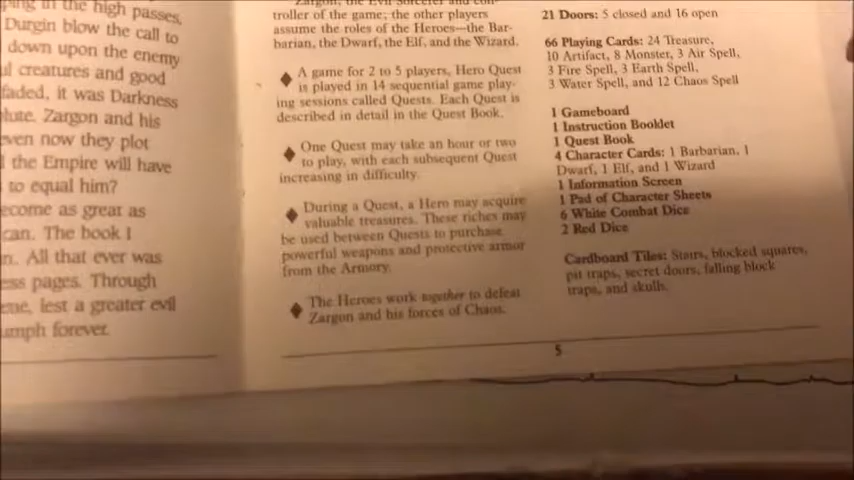 ping in the high passes,
Durgin blow the call to
down upon the enemy
ul creatures and good
faded, it was Darkness
lute. Zargon and his
even now they plot
l the Empire will have
to equal him?
ecome as great as
can. The book I
n. All that ever was
ess pages. Through
ene, lest a greater evil
umph forever.
Zargon, the Evil Sorcerer and con-
troller of the game; the other players
assume the roles of the Heroes—the Bar-
barian, the Dwarf, the Elf, and the Wizard.
♦ A game for 2 to 5 players, Hero Quest
is played in 14 sequential game play-
ing sessions called Quests. Each Quest is
described in detail in the Quest Book.
♦ One Quest may take an hour or two
to play, with each subsequent Quest
increasing in difficulty.
♦ During a Quest, a Hero may acquire
valuable treasures. These riches may
be used between Quests to purchase
powerful weapons and protective armor
from the Armory.
♦ The Heroes work together to defeat
Zargon and his forces of Chaos.
21 Doors: 5 closed and 16 open
66 Playing Cards: 24 Treasure,
10 Artifact, 8 Monster, 3 Air Spell,
3 Fire Spell, 3 Earth Spell,
3 Water Spell, and 12 Chaos Spell
1 Gameboard
1 Instruction Booklet
1 Quest Book
4 Character Cards: 1 Barbarian, 1
Dwarf, 1 Elf, and 1 Wizard
1 Information Screen
1 Pad of Character Sheets
6 White Combat Dice
2 Red Dice
Cardboard Tiles: Stairs, blocked squares,
pit traps, secret doors, falling block
traps, and skulls.
5